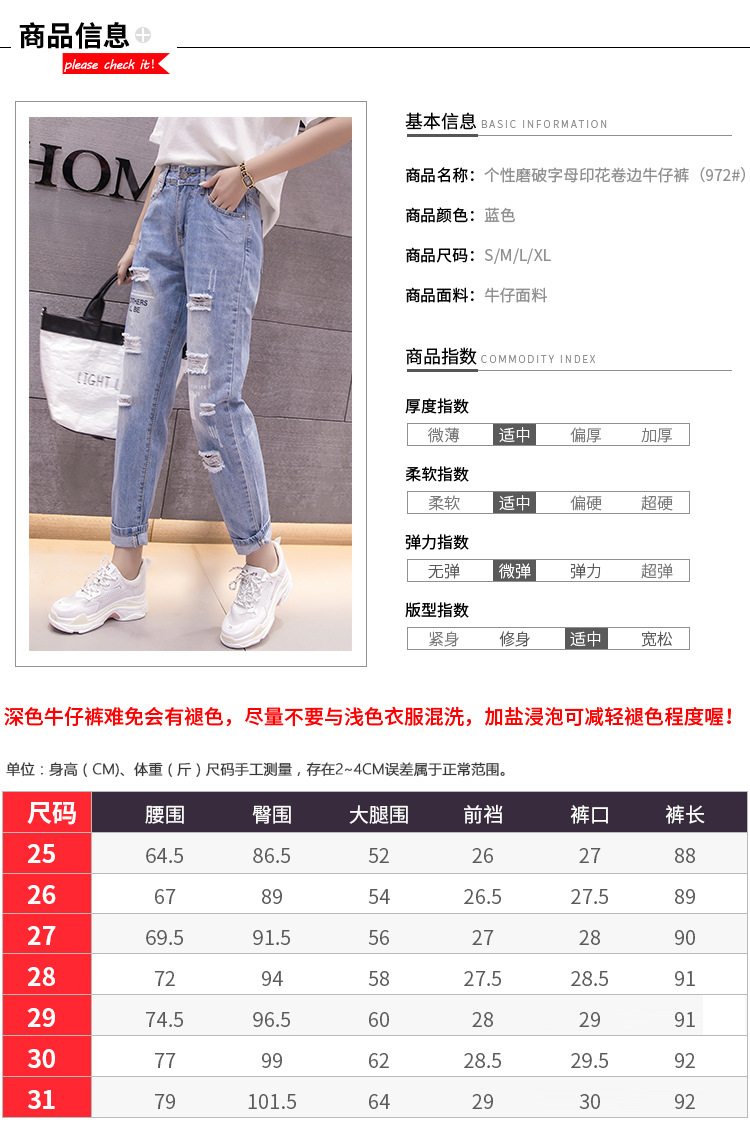 商品信息
please check it!
HOM
OTHERS
L BE
LIGHT L
基本信息 BASIC INFORMATION
商品名称：个性磨破字母印花卷边牛仔裤（972#）
商品颜色：蓝色
商品尺码：S/M/L/XL
商品面料：牛仔面料
商品指数 COMMODITY INDEX
厚度指数
微薄 适中 偏厚 加厚
柔软指数
柔软 适中 偏硬 超硬
弹力指数
无弹 微弹 弹力 超弹
版型指数
紧身 修身 适中 宽松
深色牛仔裤难免会有褪色，尽量不要与浅色衣服混洗，加盐浸泡可减轻褪色程度喔！
单位：身高（CM)、体重（斤）尺码手工测量，存在2~4CM误差属于正常范围。
尺码 腰围 臀围 大腿围 前裆 裤口 裤长
25 64.5 86.5 52 26 27 88
26 67 89 54 26.5 27.5 89
27 69.5 91.5 56 27 28 90
28 72 94 58 27.5 28.5 91
29 74.5 96.5 60 28 29 91
30 77 99 62 28.5 29.5 92
31 79 101.5 64 29 30 92